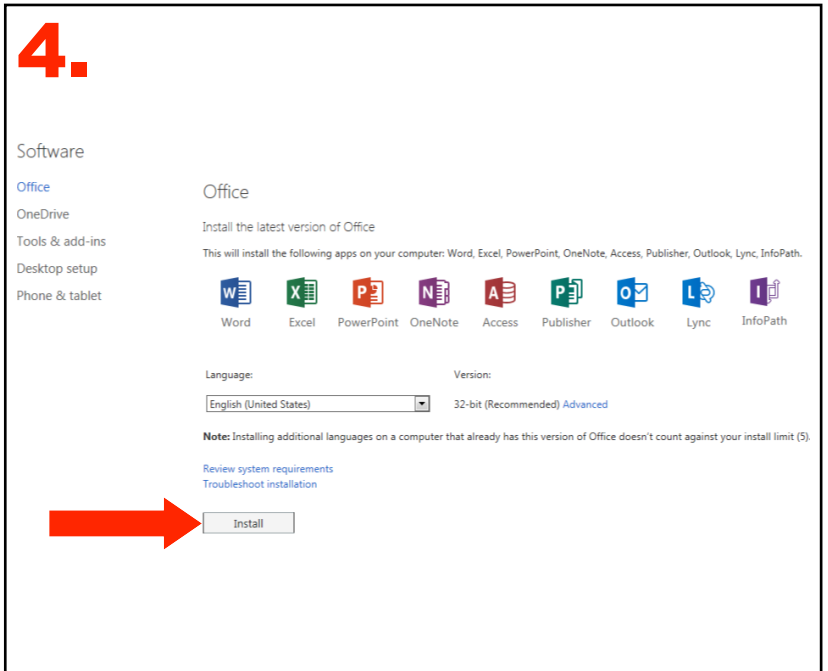 4.
Software
Office
OneDrive
Tools & add-ins
Desktop setup
Phone & tablet
Office
Install the latest version of Office
This will install the following apps on your computer: Word, Excel, PowerPoint, OneNote, Access, Publisher, Outlook, Lync, InfoPath.
Word Excel PowerPoint OneNote Access Publisher Outlook Lync InfoPath
Language: Version:
English (United States) 32-bit (Recommended) Advanced
Note: Installing additional languages on a computer that already has this version of Office doesn't count against your install limit (5).
Review system requirements
Troubleshoot installation
Install